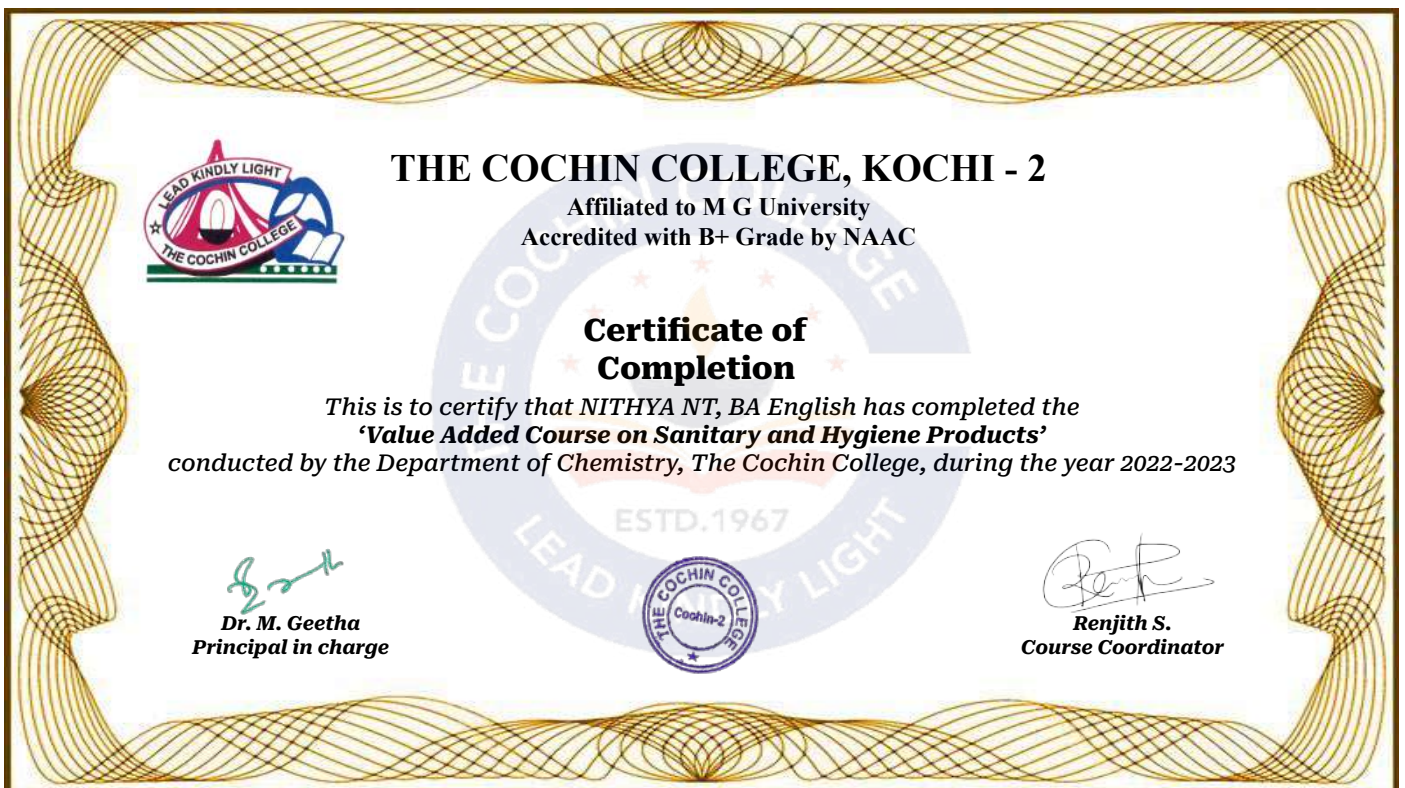 LEAD KINDLY LIGHT
THE COCHIN COLLEGE
THE COCHIN COLLEGE, KOCHI - 2
Affiliated to M G University
Accredited with B+ Grade by NAAC
THE COCHIN COLLEGE
Certificate of
Completion
This is to certify that NITHYA NT, BA English has completed the
‘Value Added Course on Sanitary and Hygiene Products’
conducted by the Department of Chemistry, The Cochin College, during the year 2022-2023
ESTD.1967
LEAD KINDLY LIGHT
Dr. M. Geetha
Principal in charge
THE COCHIN COLLEGE
Cochin-2
Renjith S.
Course Coordinator